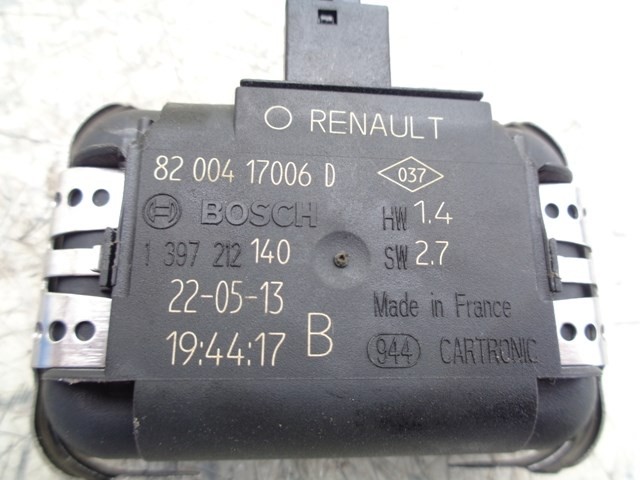 RENAULT
82 004 17006 D 037
BOSCH HW 1.4
1 397 212 140 SW 2.7
22-05-13 Made in France
19:44:17 B 944 CARTRONIC